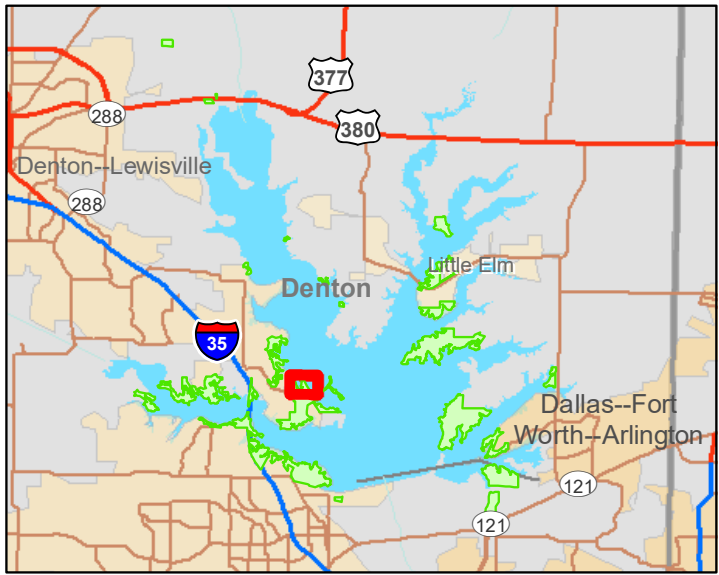 377
288
380
Denton--Lewisville
288
Little Elm
Denton
35
Dallas--Fort
Worth--Arlington
121
121